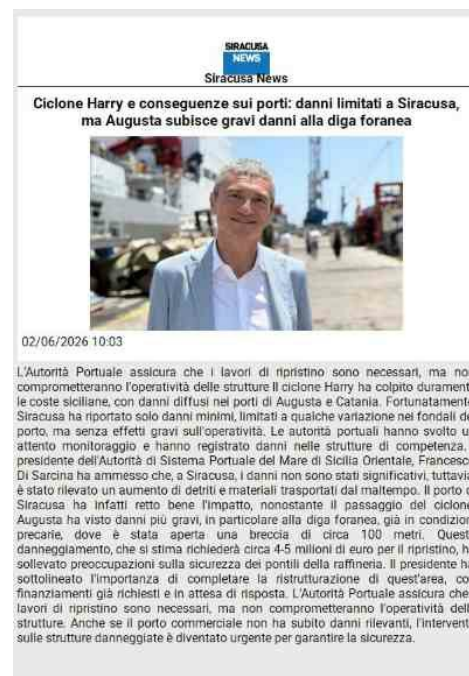 SIRACUSA
NEWS
Siracusa News
Ciclone Harry e conseguenze sui porti: danni limitati a Siracusa,
ma Augusta subisce gravi danni alla diga foranea
02/06/2026 10:03
L'Autorità Portuale assicura che i lavori di ripristino sono necessari, ma no
comprometteranno l'operatività delle strutture Il ciclone Harry ha colpito durament
le coste siciliane, con danni diffusi nei porti di Augusta e Catania. Fortunatament
Siracusa ha riportato solo danni minimi, limitati a qualche variazione nei fondali de
porto, ma senza effetti gravi sull'operatività. Le autorità portuali hanno svolto u
attento monitoraggio e hanno registrato danni nelle strutture di competenza.
presidente dell'Autorità di Sistema Portuale del Mare di Sicilia Orientale, Francesc
Di Sarcina ha ammesso che, a Siracusa, i danni non sono stati significativi, tuttavia
è stato rilevato un aumento di detriti e materiali trasportati dal maltempo. Il porto d
Siracusa ha infatti retto bene l'impatto, nonostante il passaggio del ciclone
Augusta ha visto danni più gravi, in particolare alla diga foranea, già in condizion
precarie, dove è stata aperta una breccia di circa 100 metri. Quest
danneggiamento, che si stima richiederà circa 4-5 milioni di euro per il ripristino, h
sollevato preoccupazioni sulla sicurezza dei pontili della raffineria. Il presidente ha
sottolineato l'importanza di completare la ristrutturazione di quest'area, co
finanziamenti già richiesti e in attesa di risposta. L'Autorità Portuale assicura che
lavori di ripristino sono necessari, ma non comprometteranno l'operatività dell
strutture. Anche se il porto commerciale non ha subito danni rilevanti, l'intervent
sulle strutture danneggiate è diventato urgente per garantire la sicurezza.